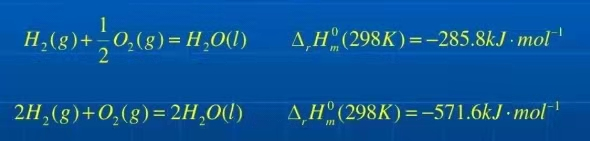 H₂(g)+½O₂(g)=H₂O(l)  ΔᵣH⁰ₘ(298K)=−285.8kJ·mol⁻¹
2H₂(g)+O₂(g)=2H₂O(l)  ΔᵣH⁰ₘ(298K)=−571.6kJ·mol⁻¹